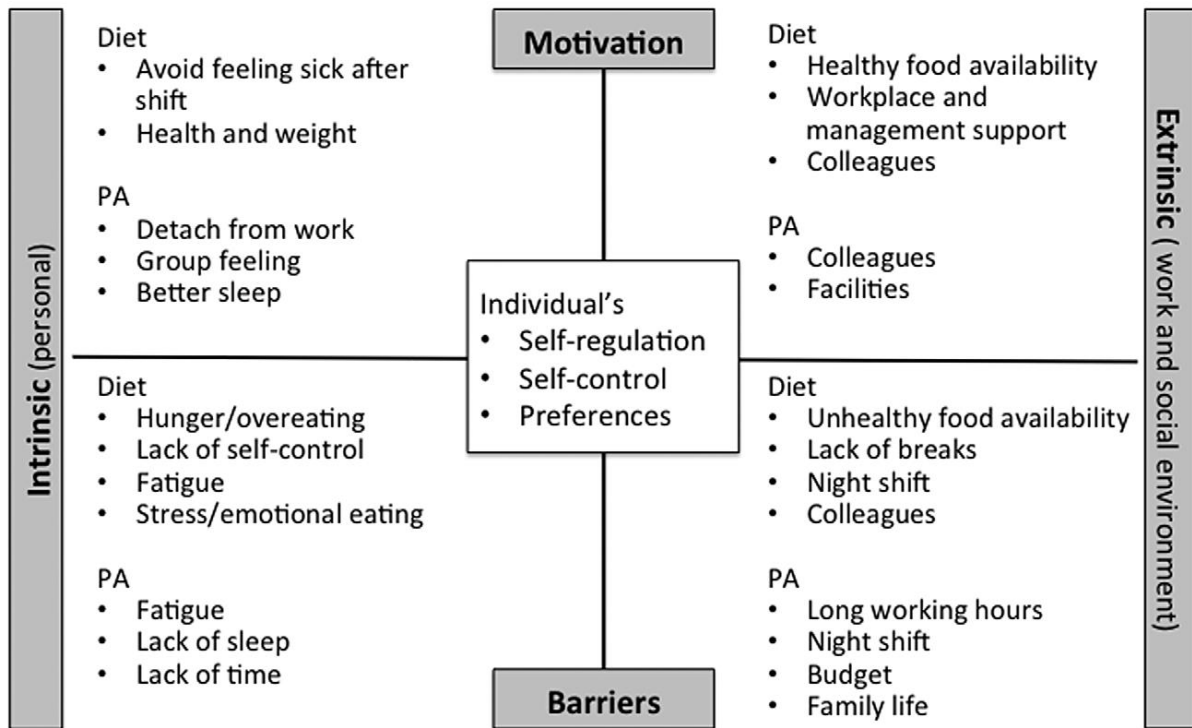 Intrinsic (personal)
Diet
• Avoid feeling sick after
shift
• Health and weight
PA
• Detach from work
• Group feeling
• Better sleep
Motivation
Diet
• Healthy food availability
• Workplace and
management support
• Colleagues
PA
• Colleagues
• Facilities
Extrinsic ( work and social environment)
Individual’s
• Self-regulation
• Self-control
• Preferences
Diet
• Hunger/overeating
• Lack of self-control
• Fatigue
• Stress/emotional eating
PA
• Fatigue
• Lack of sleep
• Lack of time
Diet
• Unhealthy food availability
• Lack of breaks
• Night shift
• Colleagues
PA
• Long working hours
• Night shift
• Budget
• Family life
Barriers